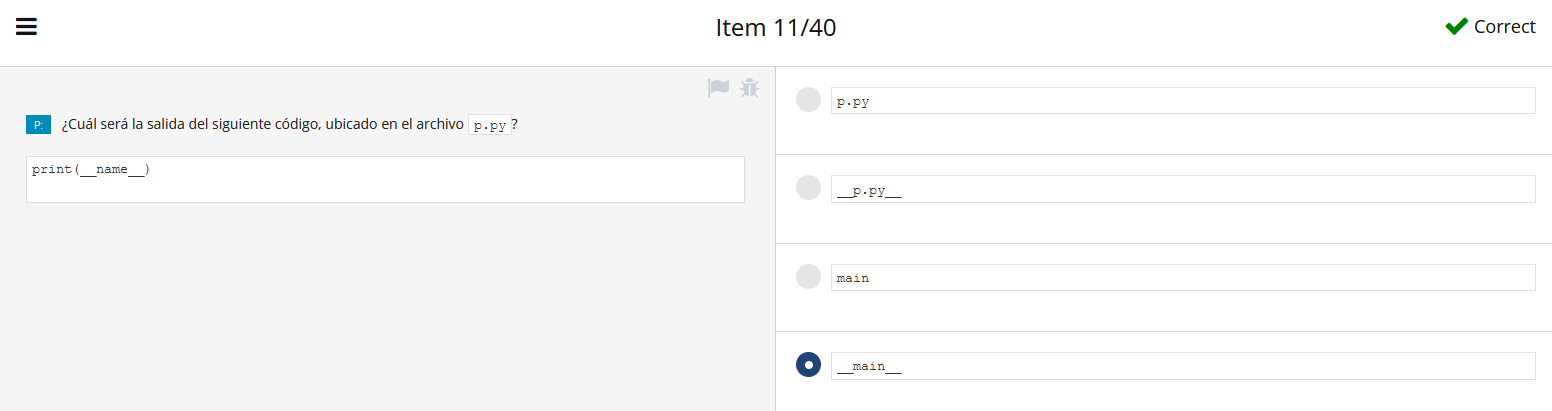 Item 11/40
Correct
P: ¿Cuál será la salida del siguiente código, ubicado en el archivo p.py?
print(__name__)
p.py
__p.py__
main
__main__